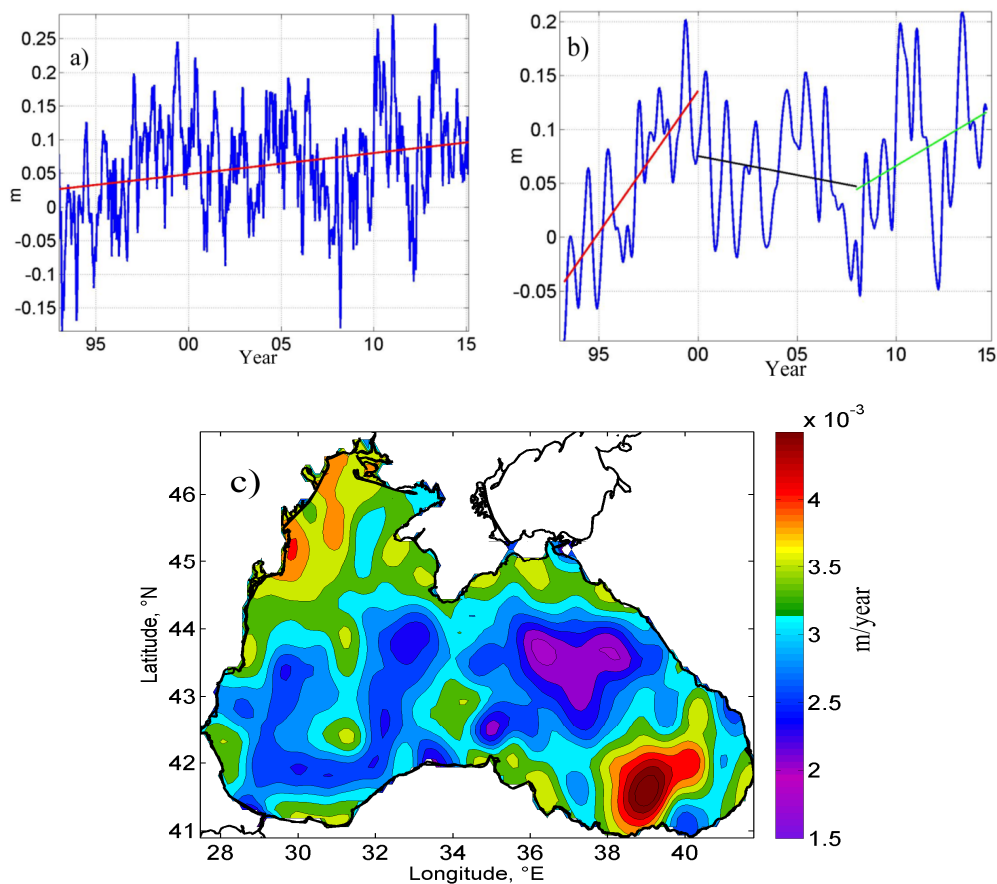 a)
0.25
0.2
0.15
0.1
0.05
0
-0.05
-0.1
-0.15
m
95 00 05 10 15
Year
b)
0.2
0.15
0.1
0.05
0
-0.05
m
95 00 05 10 15
Year
c)
46
45
44
43
42
41
Latitude, °N
28 30 32 34 36 38 40
Longitude, °E
x 10⁻³
4
3.5
3
2.5
2
1.5
m/year